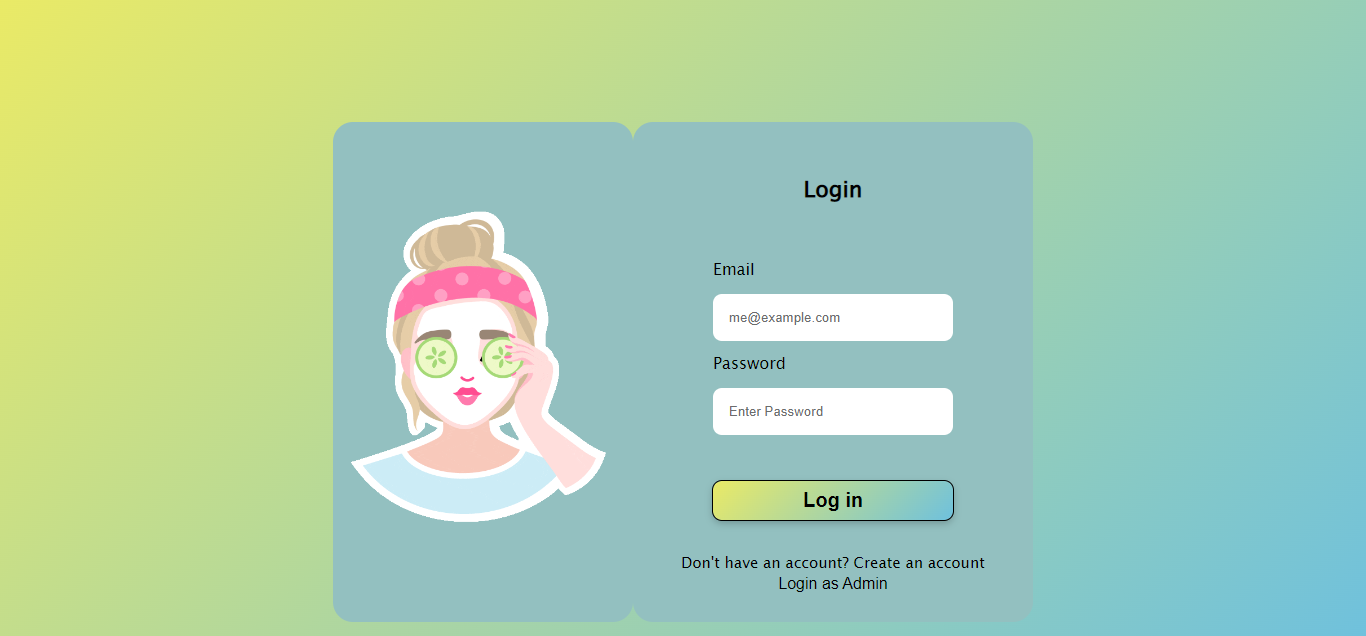 Login
Email
me@example.com
Password
Enter Password
Log in
Don't have an account? Create an account
Login as Admin